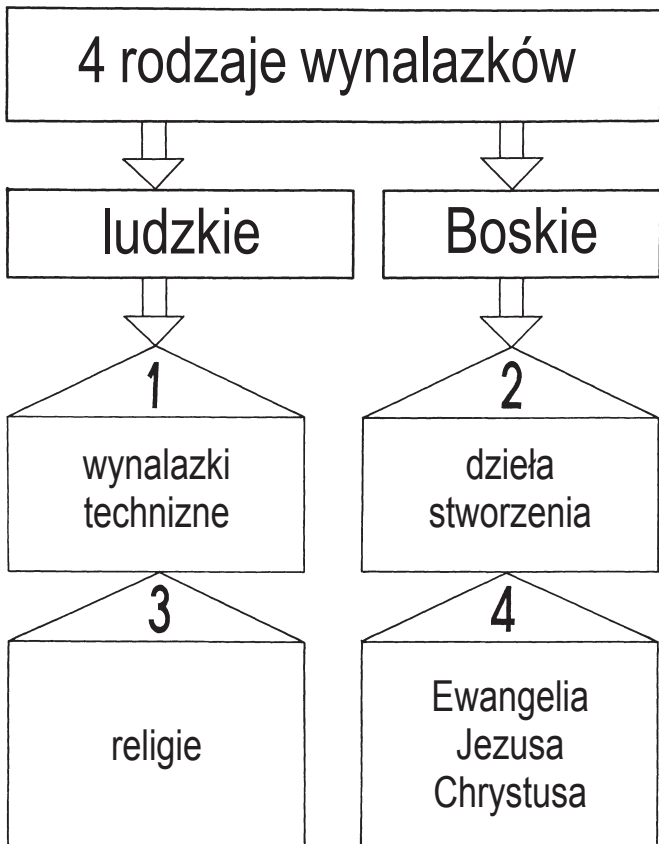 4 rodzaje wynalazków
ludzkie
Boskie
1
wynalazki
technizne
2
dzieła
stworzenia
3
religie
4
Ewangelia
Jezusa
Chrystusa